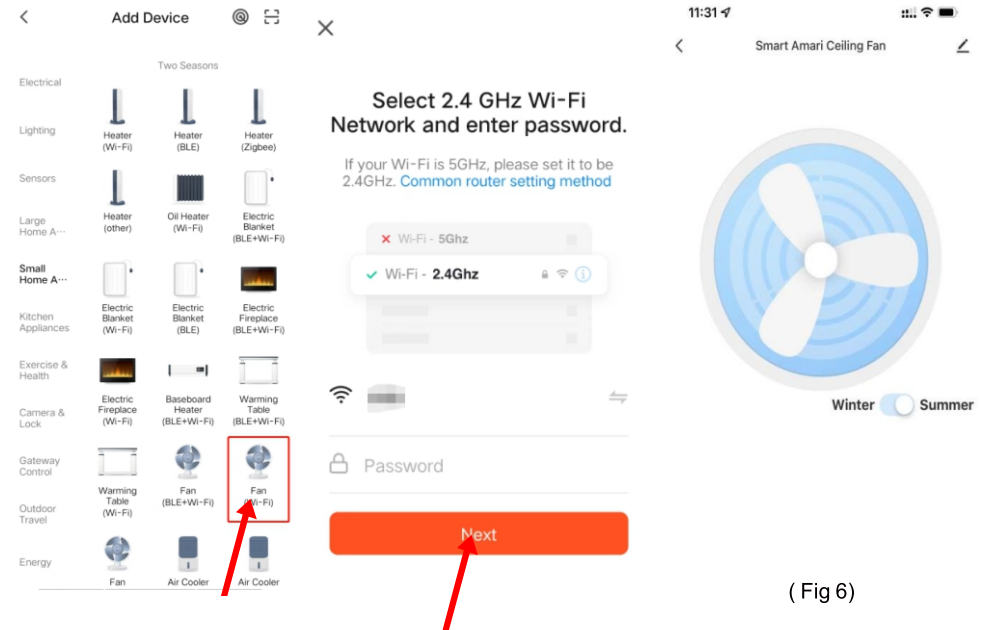 Add Device
Two Seasons
Electrical
Lighting
Sensors
Large
Home A···
Small
Home A···
Kitchen
Appliances
Exercise &
Health
Camera &
Lock
Gateway
Control
Outdoor
Travel
Energy
Heater
(Wi-Fi)
Heater
(BLE)
Heater
(Zigbee)
Heater
(other)
Oil Heater
(Wi-Fi)
Electric
Blanket
(BLE+Wi-Fi)
Electric
Blanket
(Wi-Fi)
Electric
Blanket
(BLE)
Electric
Fireplace
(BLE+Wi-Fi)
Electric
Fireplace
(Wi-Fi)
Baseboard
Heater
(BLE+Wi-Fi)
Warming
Table
(BLE+Wi-Fi)
Warming
Table
(Wi-Fi)
Fan
(BLE+Wi-Fi)
Fan
(Wi-Fi)
Fan
Air Cooler
Air Cooler
Select 2.4 GHz Wi-Fi
Network and enter password.
If your Wi-Fi is 5GHz, please set it to be
2.4GHz. Common router setting method
Wi-Fi - 5Ghz
Wi-Fi - 2.4Ghz
Password
Next
11:31
Smart Amari Ceiling Fan
Winter Summer
( Fig 6)